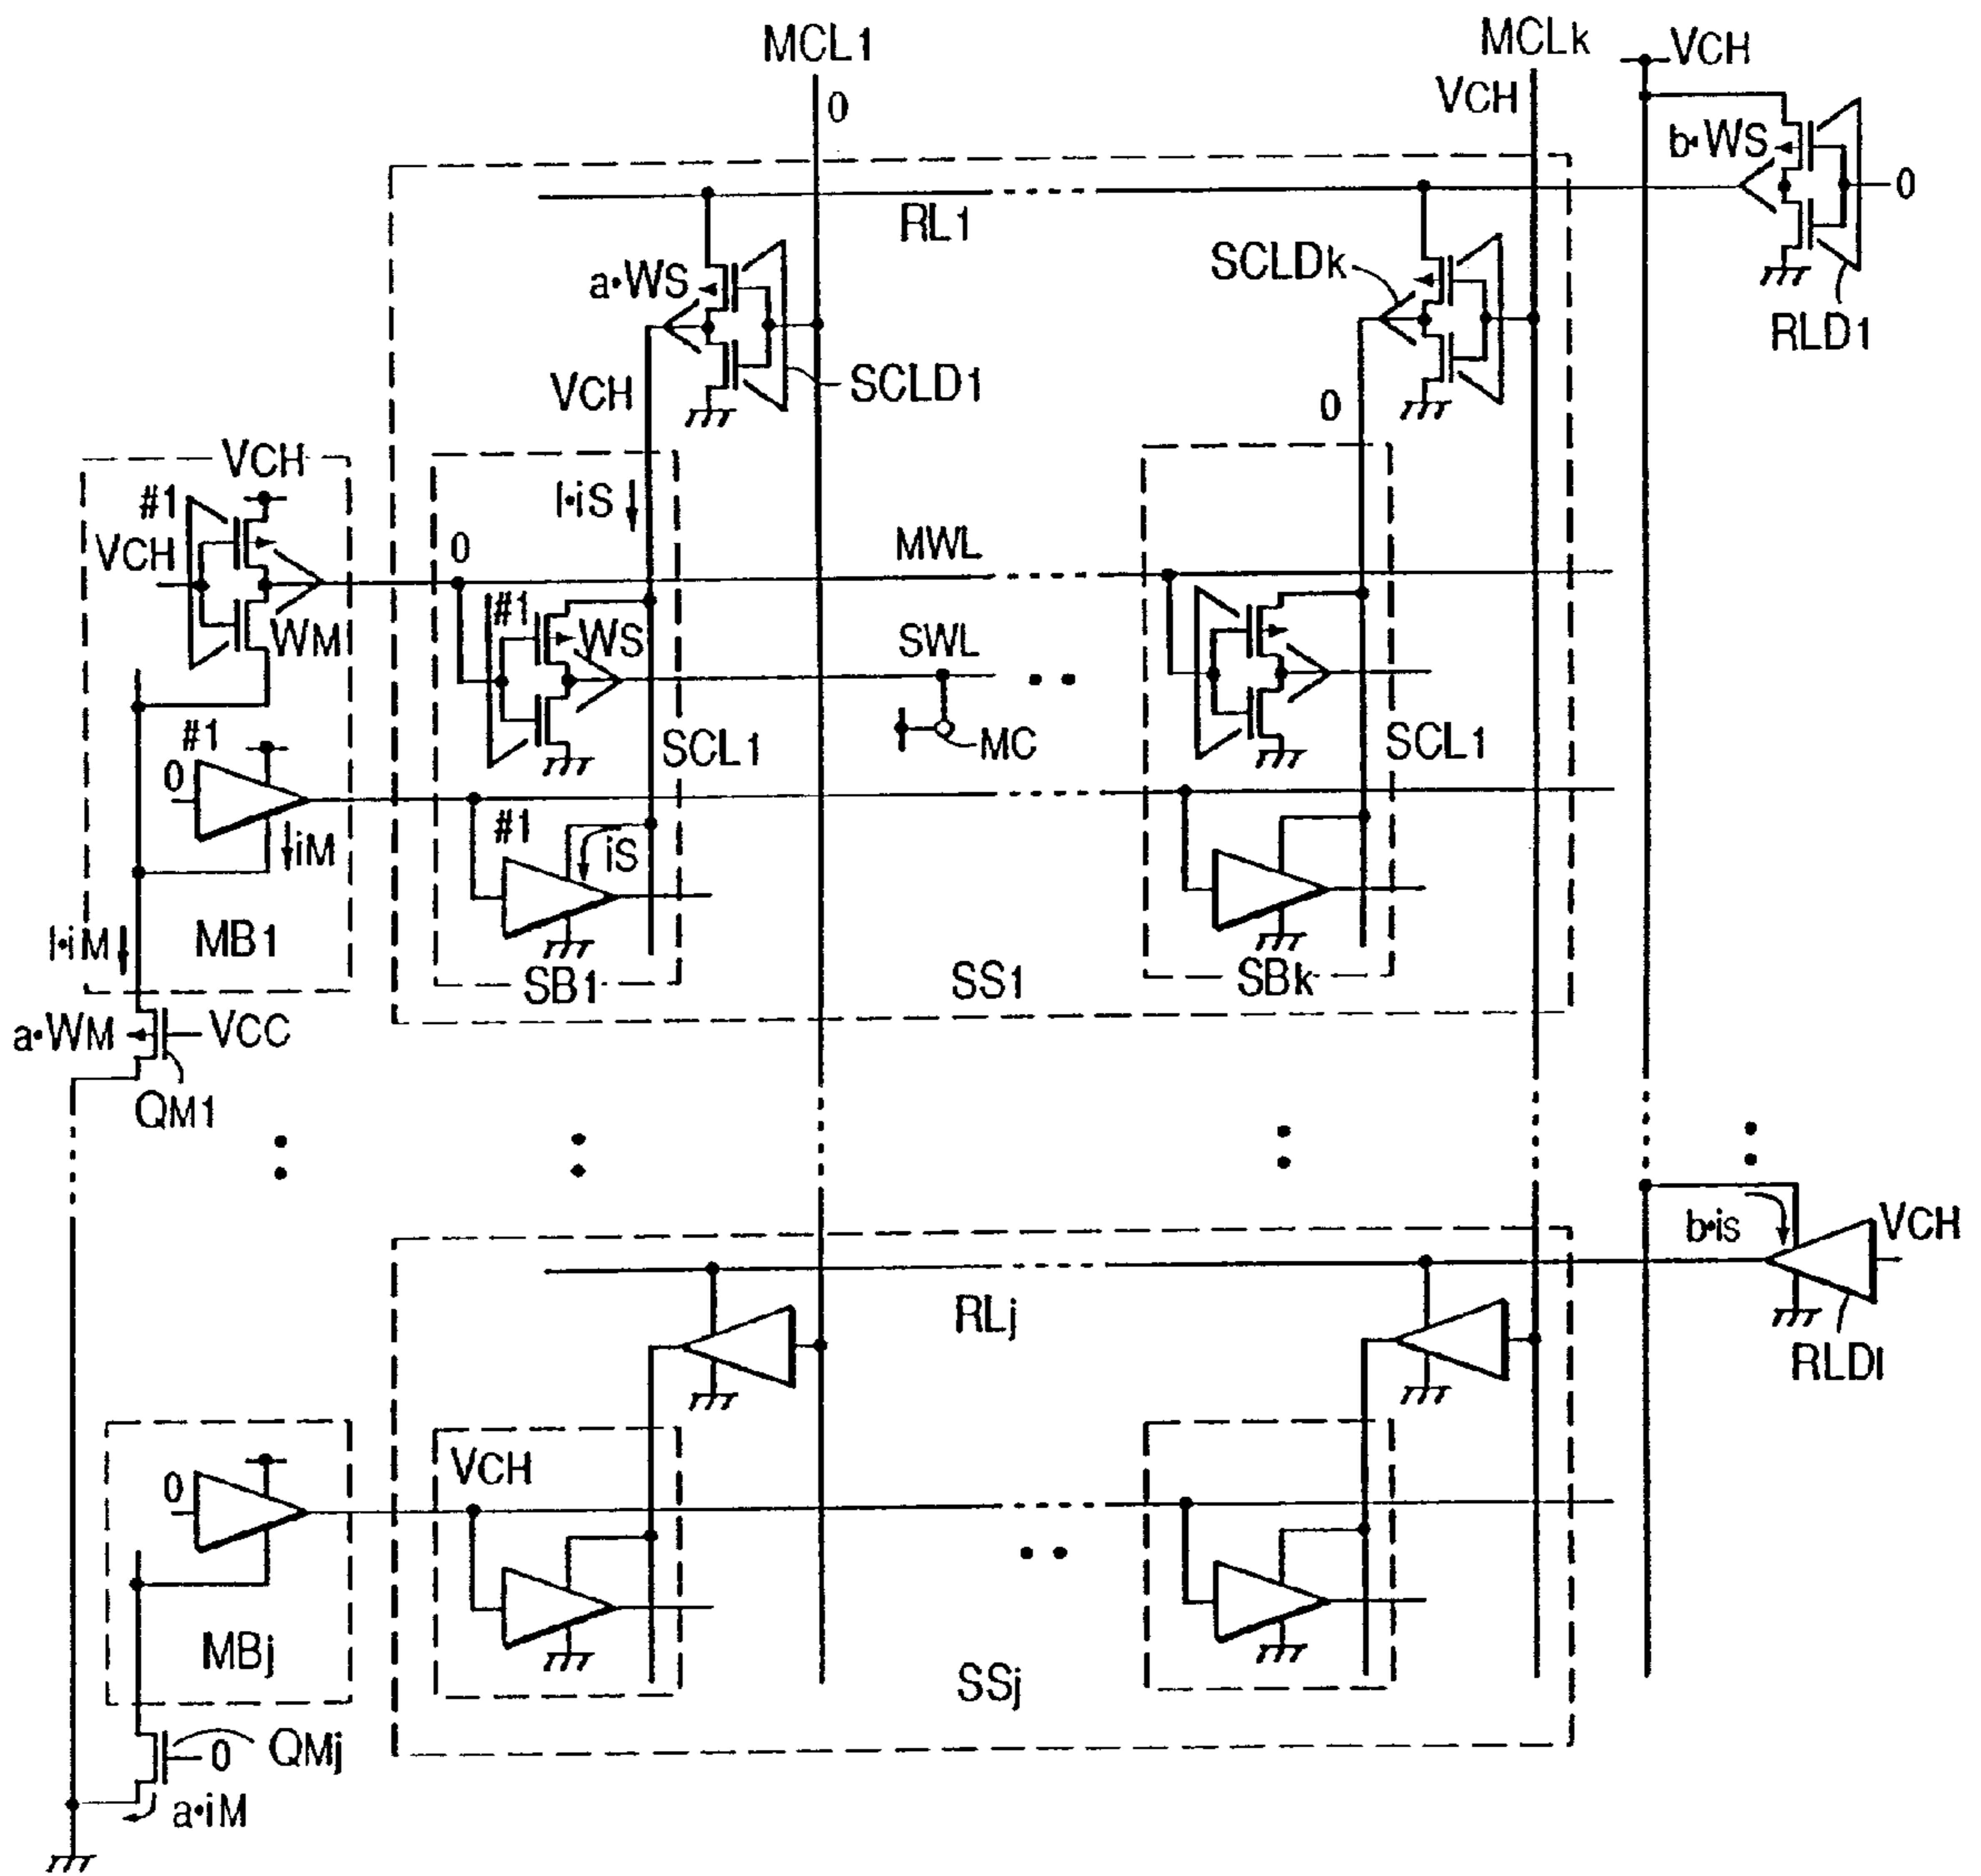 MCL1
0
MCLk
VCH
VCH
b•WS
0
RLD1
RL1
a•WS
SCLD1
SCLDk
VCH
0
VCH
#1
VCH
WM
0
l•iS
MWL
#1
WS
SWL
MC
SCL1
SCL1
#1
0
iM
#1
iS
l•iM
MB1
SB1
SS1
SBk
a•WM
VCC
QM1
b•is
VCH
RLDl
RLj
VCH
0
MBj
SSj
0
QMj
a•iM